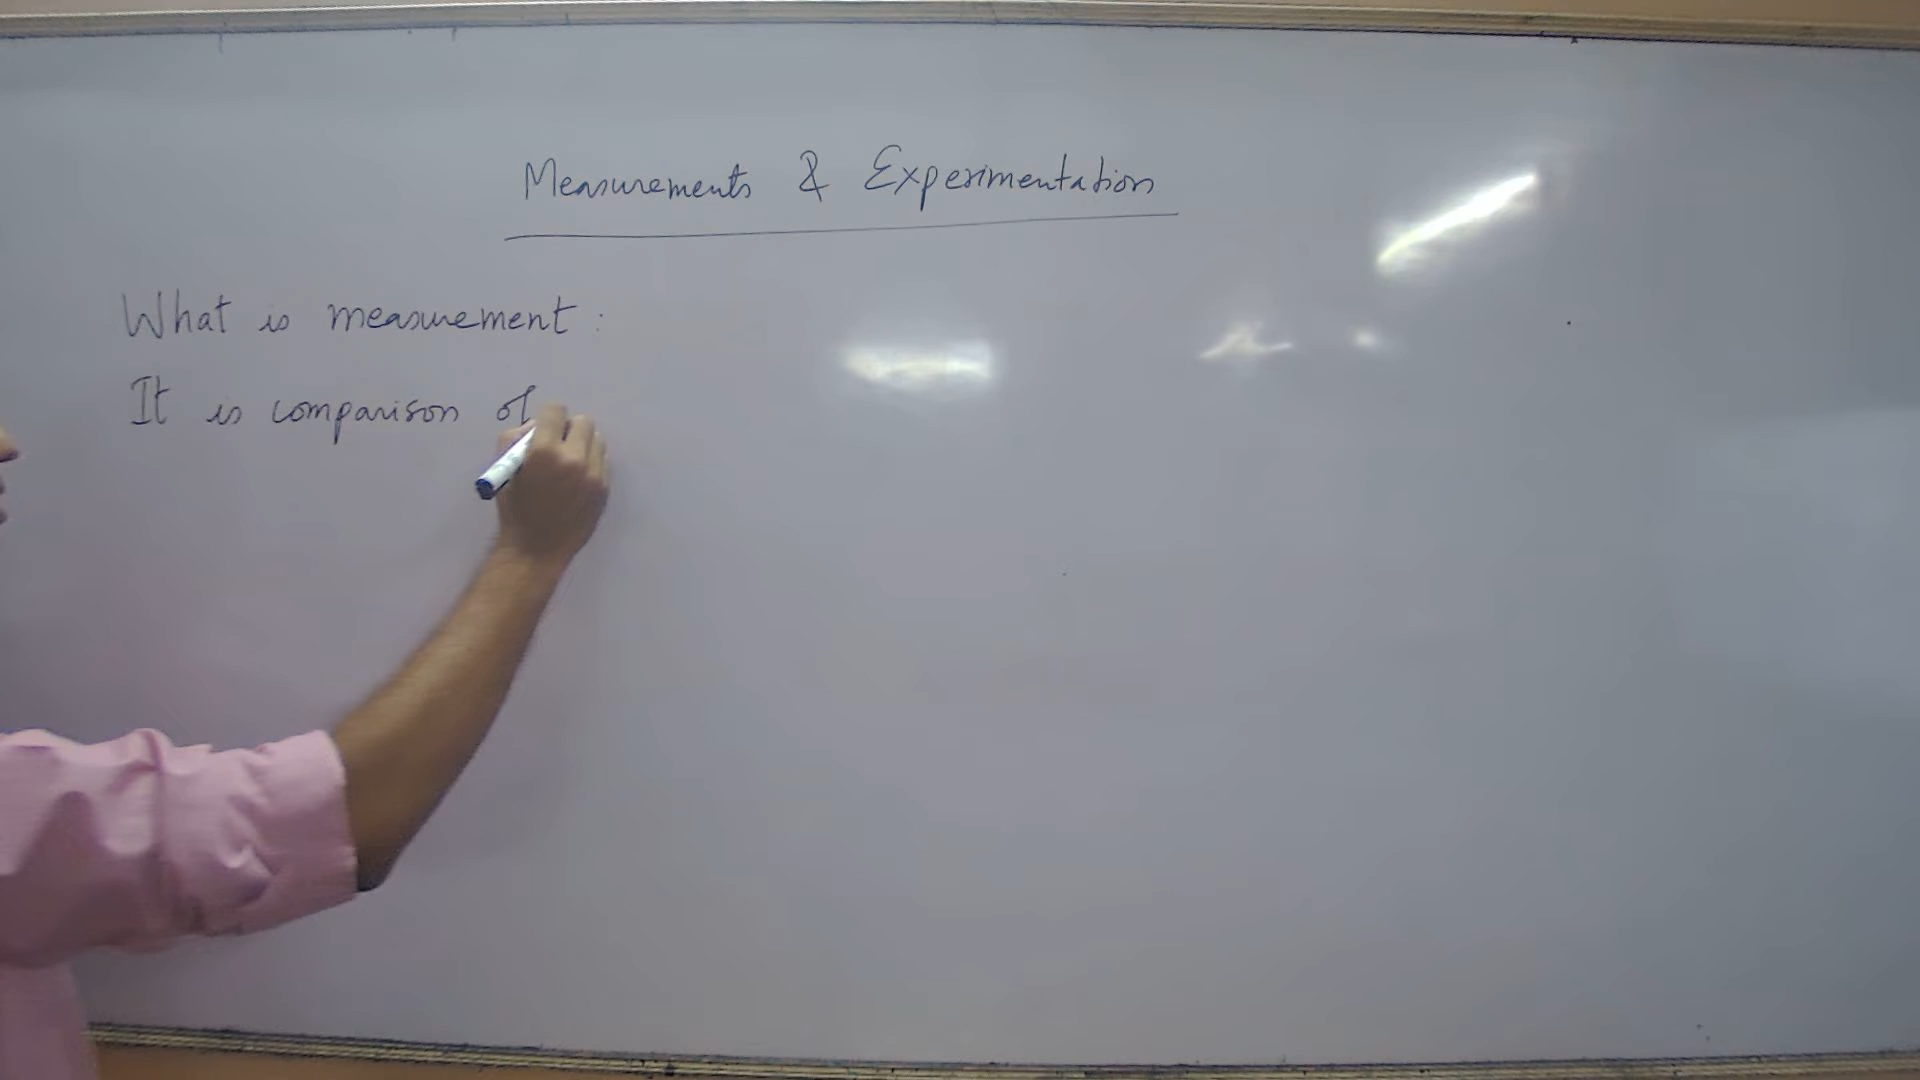 Measurements & Experimentation
What is measurement :
It is comparison of